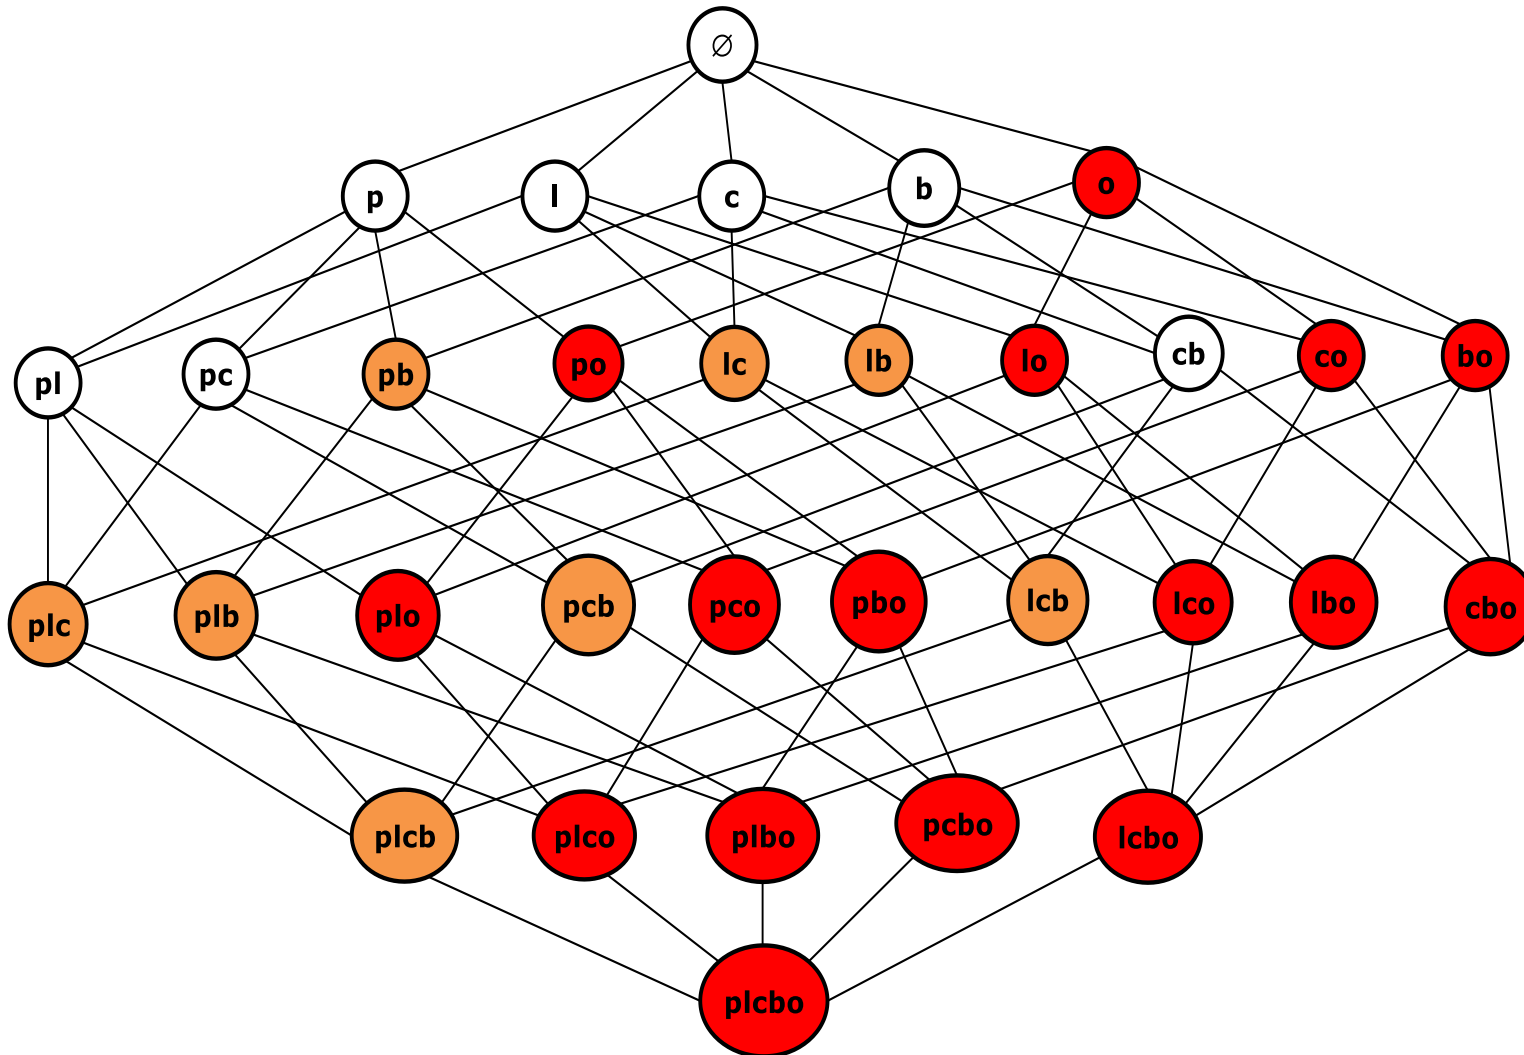 ∅
p l c b o
pl pc pb po lc lb lo cb co bo
plc plb plo pcb pco pbo lcb lco lbo cbo
plcb plco plbo pcbo lcbo
plcbo